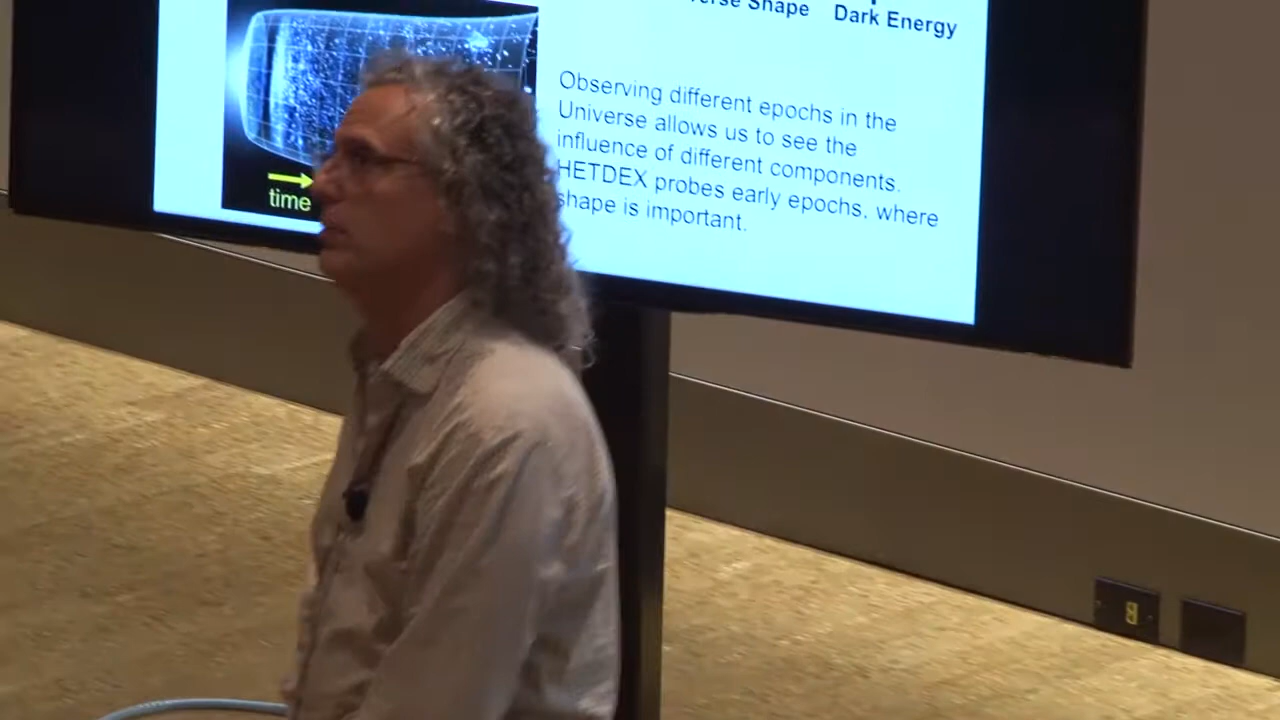 Shape Dark Energy
Observing different epochs in the
Universe allows us to see the
influence of different components.
HETDEX probes early epochs, where
shape is important.
time